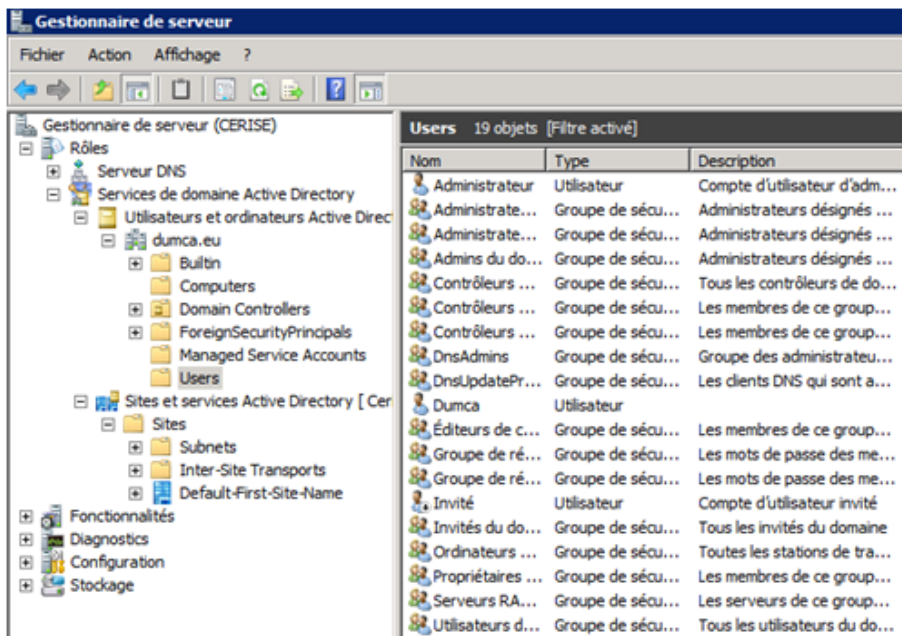 Gestionnaire de serveur
Fichier Action Affichage ?
Gestionnaire de serveur (CERISE)
Rôles
Serveur DNS
Services de domaine Active Directory
Utilisateurs et ordinateurs Active Direc
dumca.eu
Builtin
Computers
Domain Controllers
ForeignSecurityPrincipals
Managed Service Accounts
Users
Sites et services Active Directory [ Cer
Sites
Subnets
Inter-Site Transports
Default-First-Site-Name
Fonctionnalités
Diagnostics
Configuration
Stockage
Users 19 objets [Filtre activé]
Nom Type Description
Administrateur Utilisateur Compte d'utilisateur d'adm...
Administrate... Groupe de sécu... Administrateurs désignés ...
Administrate... Groupe de sécu... Administrateurs désignés ...
Admins du do... Groupe de sécu... Administrateurs désignés ...
Contrôleurs ... Groupe de sécu... Tous les contrôleurs de do...
Contrôleurs ... Groupe de sécu... Les membres de ce group...
Contrôleurs ... Groupe de sécu... Les membres de ce group...
DnsAdmins Groupe de sécu... Groupe des administrateu...
DnsUpdatePr... Groupe de sécu... Les clients DNS qui sont a...
Dumca Utilisateur
Éditeurs de c... Groupe de sécu... Les membres de ce group...
Groupe de ré... Groupe de sécu... Les mots de passe des me...
Groupe de ré... Groupe de sécu... Les mots de passe des me...
Invité Utilisateur Compte d'utilisateur invité
Invités du do... Groupe de sécu... Tous les invités du domaine
Ordinateurs ... Groupe de sécu... Toutes les stations de tra...
Propriétaires ... Groupe de sécu... Les membres de ce group...
Serveurs RA... Groupe de sécu... Les serveurs de ce group...
Utilisateurs d... Groupe de sécu... Tous les utilisateurs du do...